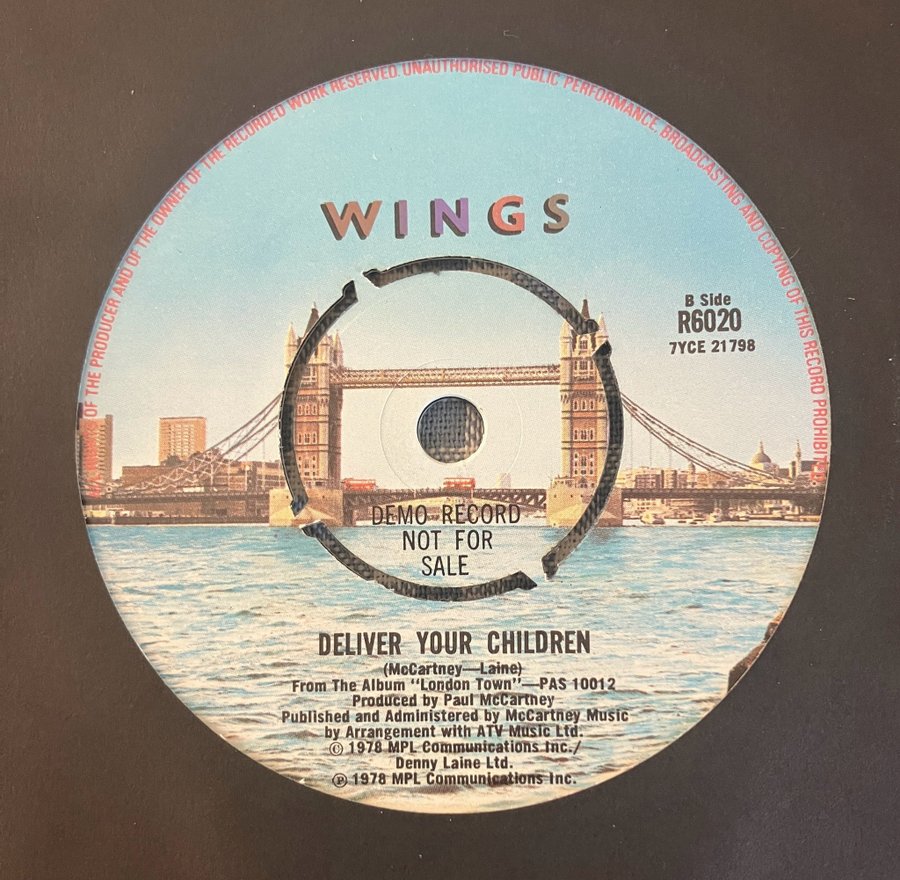 OF THE PRODUCER AND OF THE OWNER OF THE RECORDED WORK RESERVED. UNAUTHORISED PUBLIC PERFORMANCE, BROADCASTING AND COPYING OF THIS RECORD PROHIBITED
WINGS
B Side
R6020
7YCE 21798
DEMO RECORD
NOT FOR
SALE
DELIVER YOUR CHILDREN
(McCartney—Laine)
From The Album "London Town"—PAS 10012
Produced by Paul McCartney
Published and Administered by McCartney Music
by Arrangement with ATV Music Ltd.
© 1978 MPL Communications Inc./
Denny Laine Ltd.
℗ 1978 MPL Communications Inc.